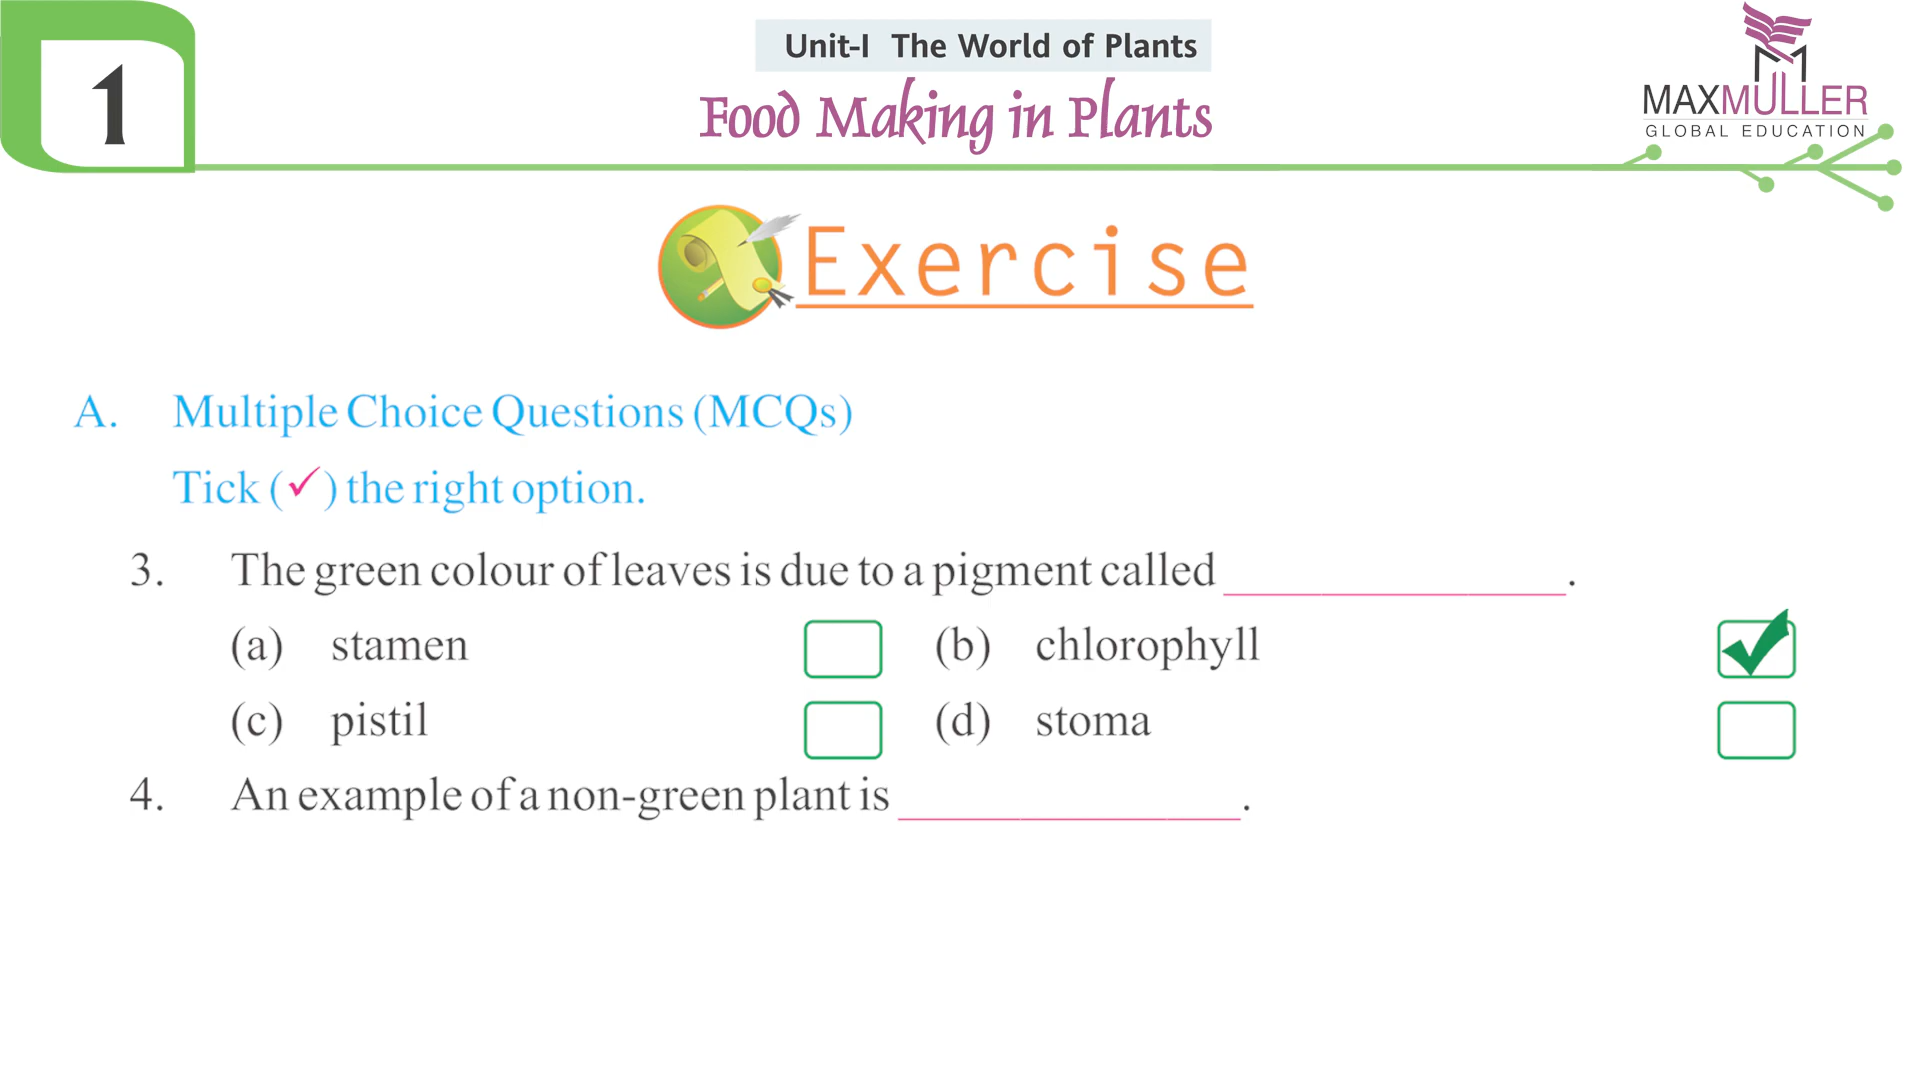 1
Unit-I The World of Plants
Food Making in Plants
MAXMULLER
GLOBAL EDUCATION
Exercise
A. Multiple Choice Questions (MCQs)
Tick (✓) the right option.
3. The green colour of leaves is due to a pigment called ______________.
(a) stamen (b) chlorophyll
(c) pistil (d) stoma
4. An example of a non-green plant is ______________.